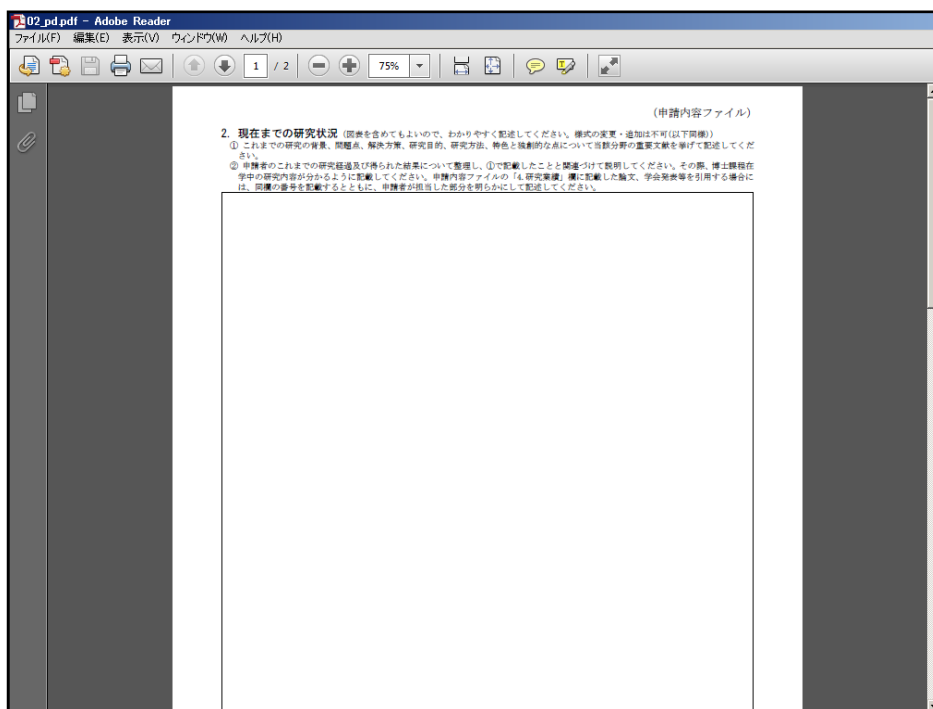 02_pd.pdf - Adobe Reader
ファイル(F) 編集(E) 表示(V) ウィンドウ(W) ヘルプ(H)
1 / 2 75%
(申請内容ファイル)
2. 現在までの研究状況 (図表を含めてもよいので、わかりやすく記述してください。様式の変更・追加は不可(以下同様))
① これまでの研究の背景、問題点、解決方策、研究目的、研究方法、特色と独創的な点について当該分野の重要文献を挙げて記述してくだ
さい。
② 申請者のこれまでの研究経過及び得られた結果について整理し、①で記載したことと関連づけて説明してください。その際、博士課程在
学中の研究内容が分かるように記載してください。申請内容ファイルの「4.研究業績」欄に記載した論文、学会発表等を引用する場合に
は、同欄の番号を記載するとともに、申請者が担当した部分を明らかにして記述してください。